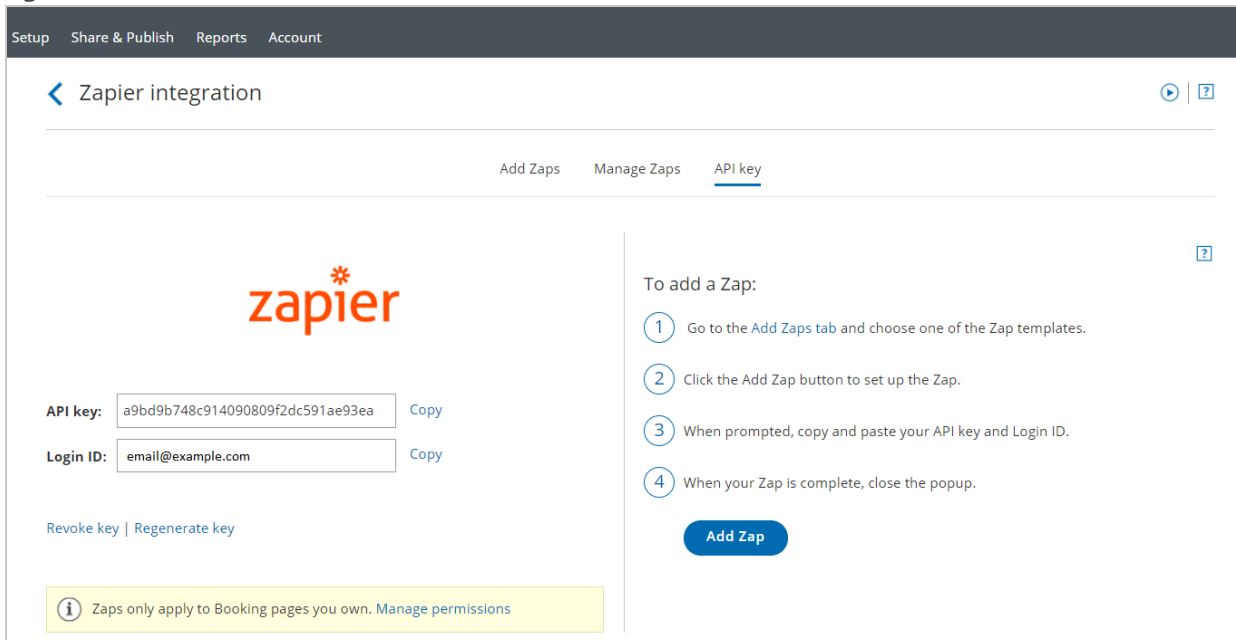 Setup Share & Publish Reports Account
Zapier integration
Add Zaps Manage Zaps API key
zapier
API key: a9bd9b748c914090809f2dc591ae93ea Copy
Login ID: email@example.com Copy
Revoke key | Regenerate key
Zaps only apply to Booking pages you own. Manage permissions
To add a Zap:
1 Go to the Add Zaps tab and choose one of the Zap templates.
2 Click the Add Zap button to set up the Zap.
3 When prompted, copy and paste your API key and Login ID.
4 When your Zap is complete, close the popup.
Add Zap